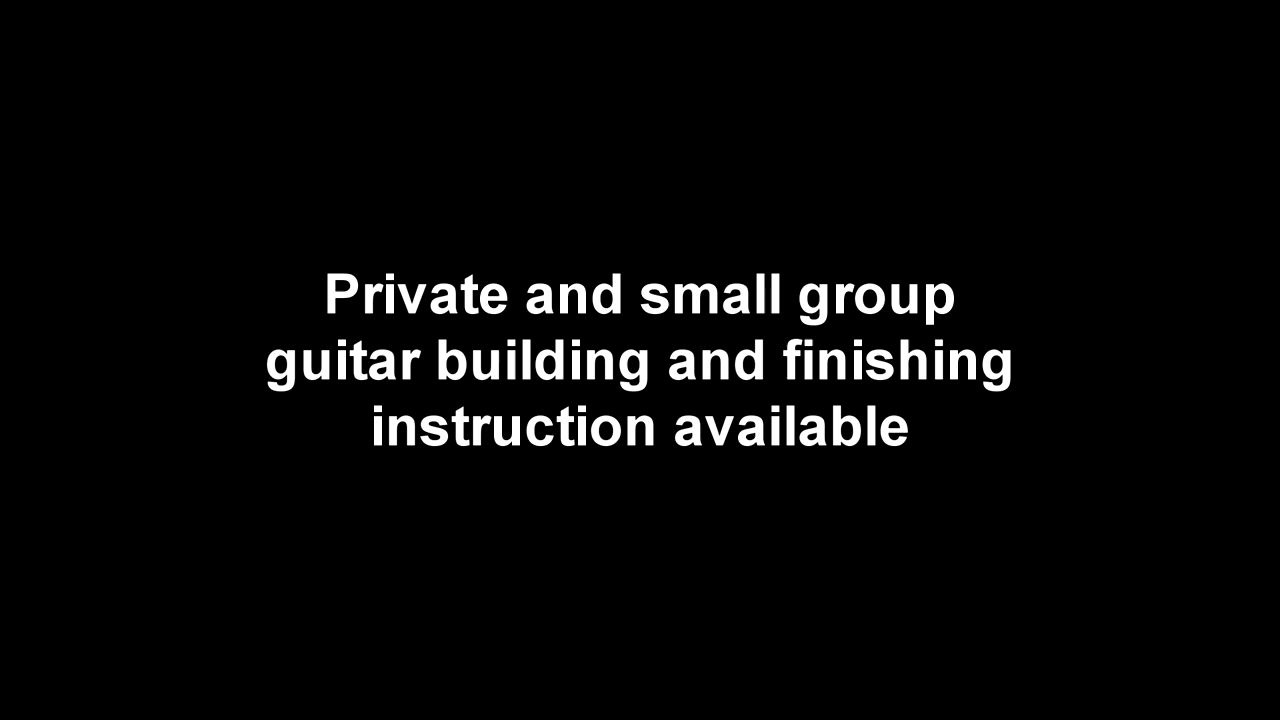 Private and small group
guitar building and finishing
instruction available